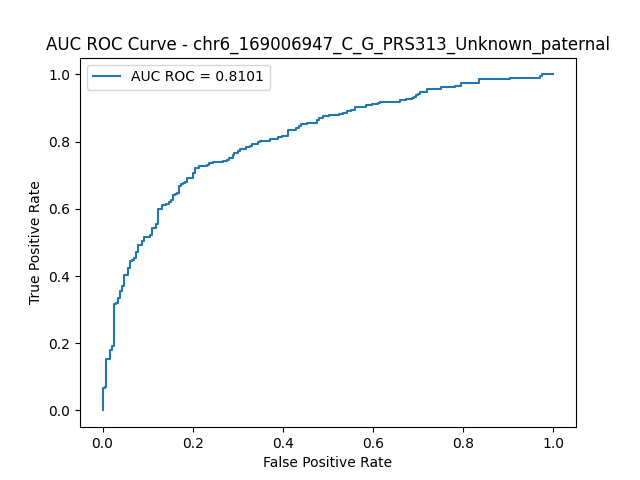 AUC ROC Curve - chr6_169006947_C_G_PRS313_Unknown_paternal
AUC ROC = 0.8101
1.0
0.8
0.6
0.4
0.2
0.0
True Positive Rate
0.0 0.2 0.4 0.6 0.8 1.0
False Positive Rate